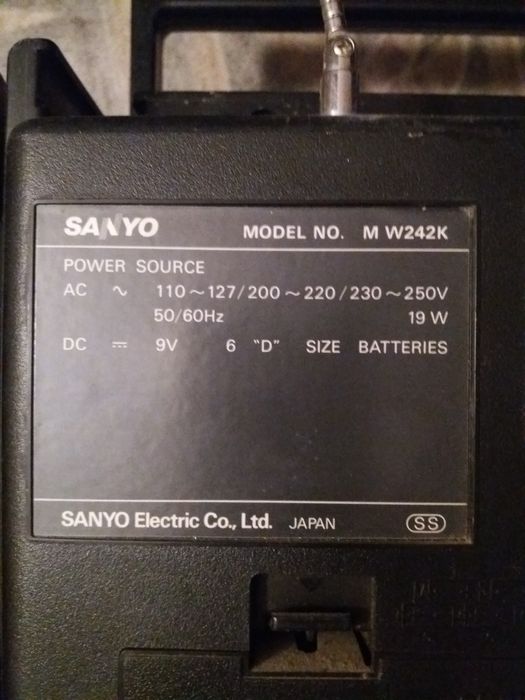 SANYO MODEL NO. M W242K
POWER SOURCE
AC ∿ 110~127/200~220/230~250V
50/60Hz 19 W
DC ⎓ 9V 6 "D" SIZE BATTERIES
SANYO Electric Co., Ltd. JAPAN SS